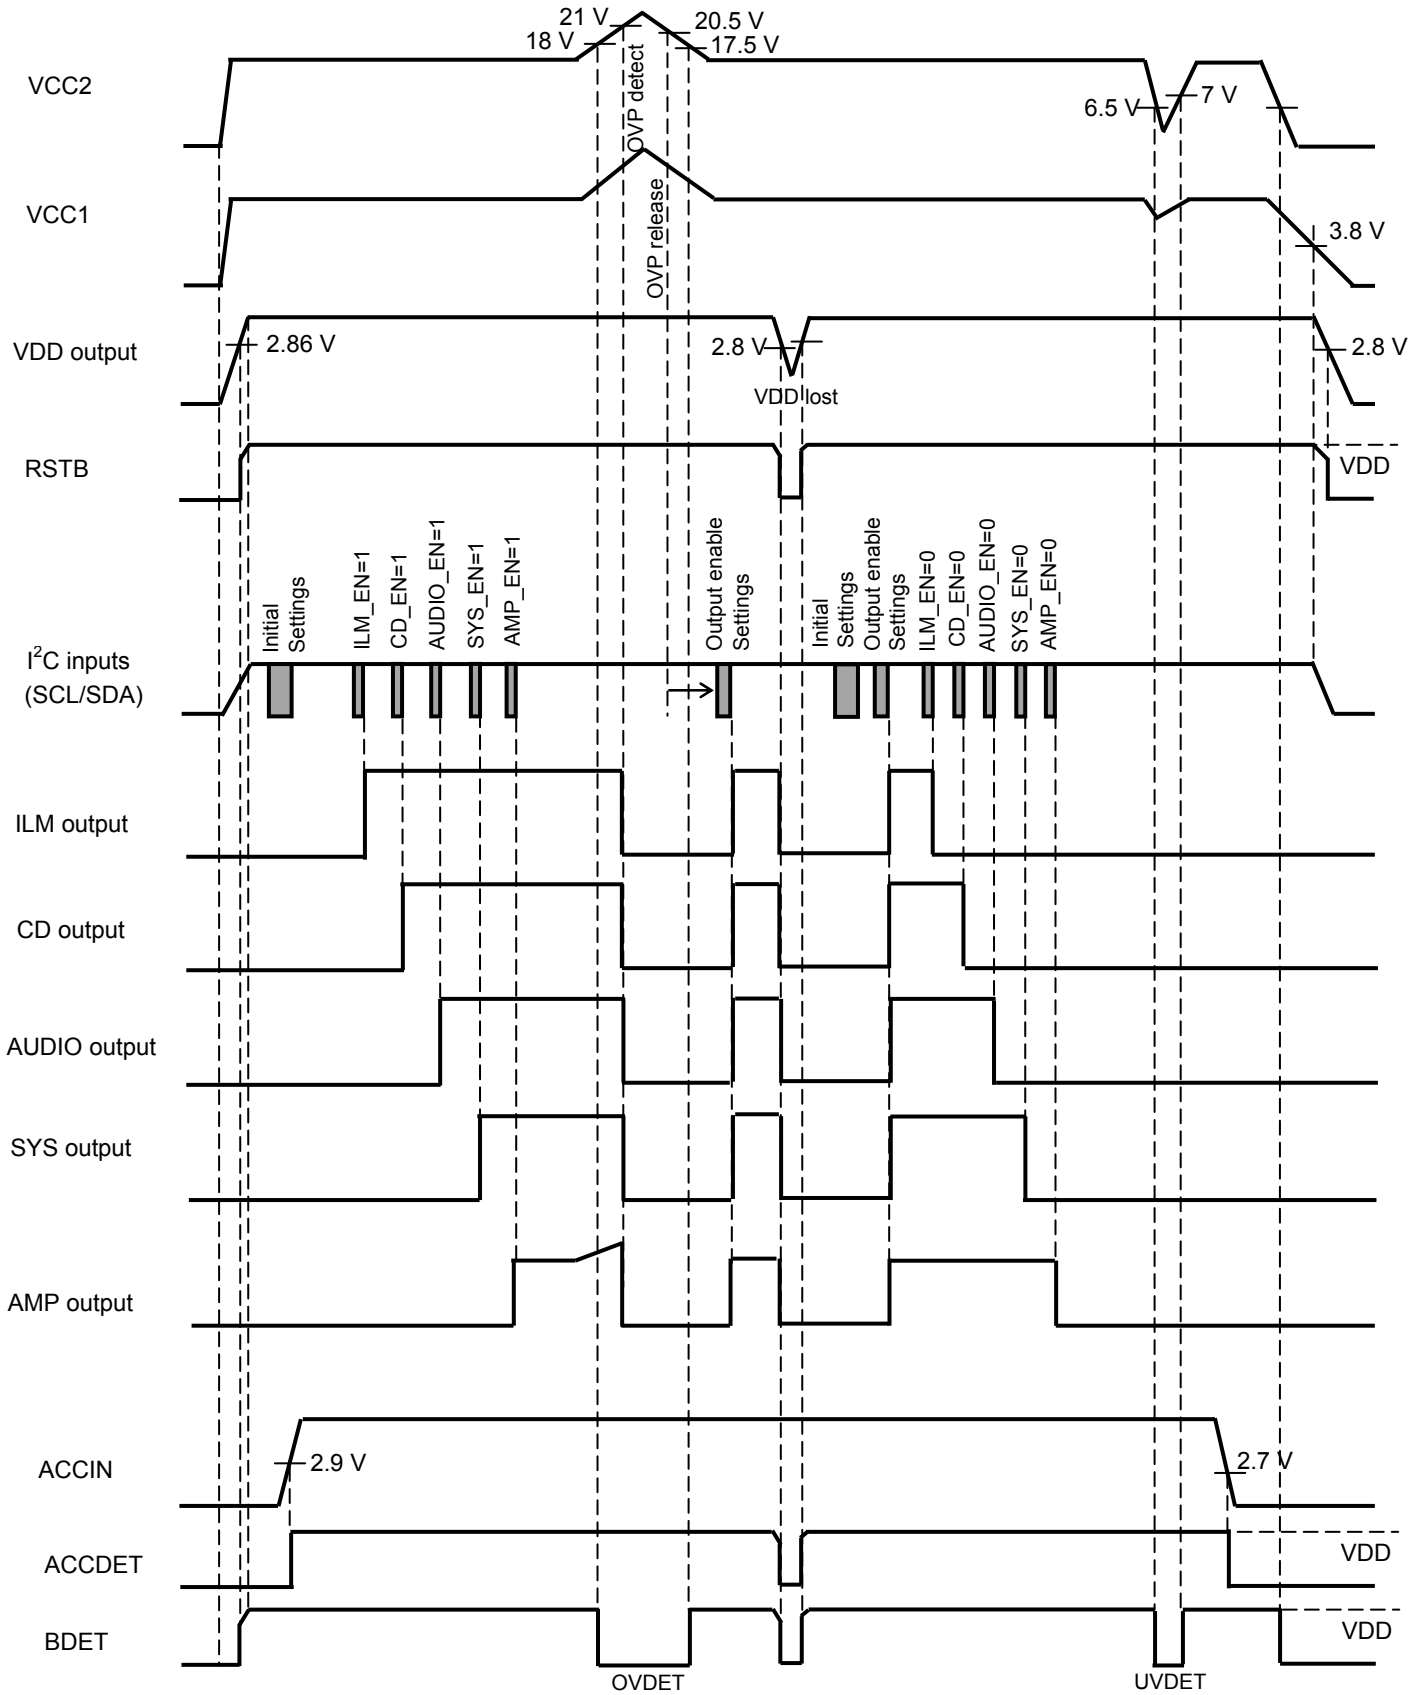 21 V
20.5 V
18 V
17.5 V
VCC2
OVP detect
6.5 V
7 V
VCC1
OVP release
3.8 V
VDD output
2.86 V
2.8 V
2.8 V
VDD lost
RSTB
VDD
I²C inputs
(SCL/SDA)
Initial
Settings
ILM_EN=1
CD_EN=1
AUDIO_EN=1
SYS_EN=1
AMP_EN=1
Output enable
Settings
Initial
Settings
Output enable
Settings
ILM_EN=0
CD_EN=0
AUDIO_EN=0
SYS_EN=0
AMP_EN=0
ILM output
CD output
AUDIO output
SYS output
AMP output
ACCIN
2.9 V
2.7 V
ACCDET
VDD
BDET
VDD
OVDET
UVDET